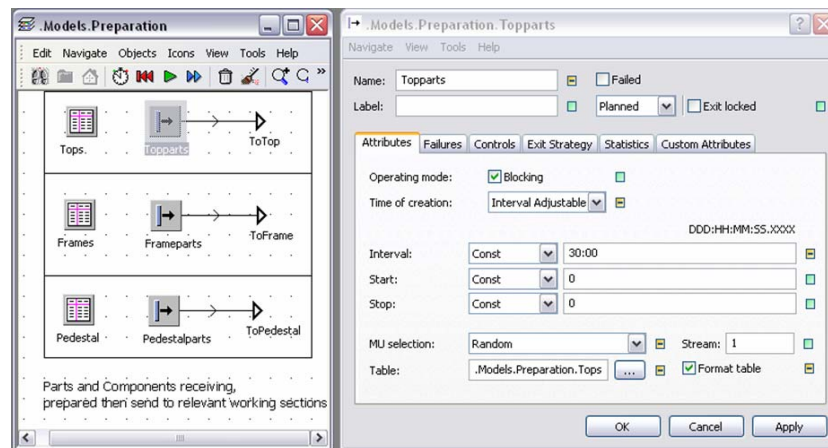 .Models.Preparation
Edit Navigate Objects Icons View Tools Help
»
Tops.
Topparts
ToTop
Frames
Frameparts
ToFrame
Pedestal
Pedestalparts
ToPedestal
Parts and Components receiving,
prepared then send to relevant working sections
.Models.Preparation.Topparts
Navigate View Tools Help
Name: Topparts Failed
Label: Planned Exit locked
Attributes Failures Controls Exit Strategy Statistics Custom Attributes
Operating mode: Blocking
Time of creation: Interval Adjustable
DDD:HH:MM:SS.XXXX
Interval: Const 30:00
Start: Const 0
Stop: Const 0
MU selection: Random Stream: 1
Table: .Models.Preparation.Tops ... Format table
OK Cancel Apply